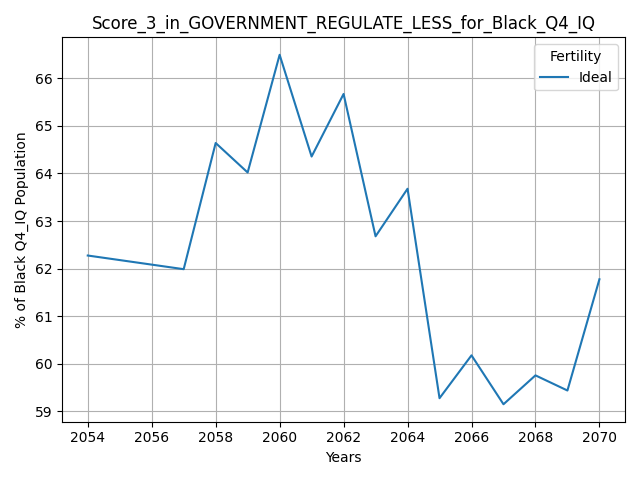 Score_3_in_GOVERNMENT_REGULATE_LESS_for_Black_Q4_IQ
Fertility
Ideal
% of Black Q4_IQ Population
66
65
64
63
62
61
60
59
2054 2056 2058 2060 2062 2064 2066 2068 2070
Years